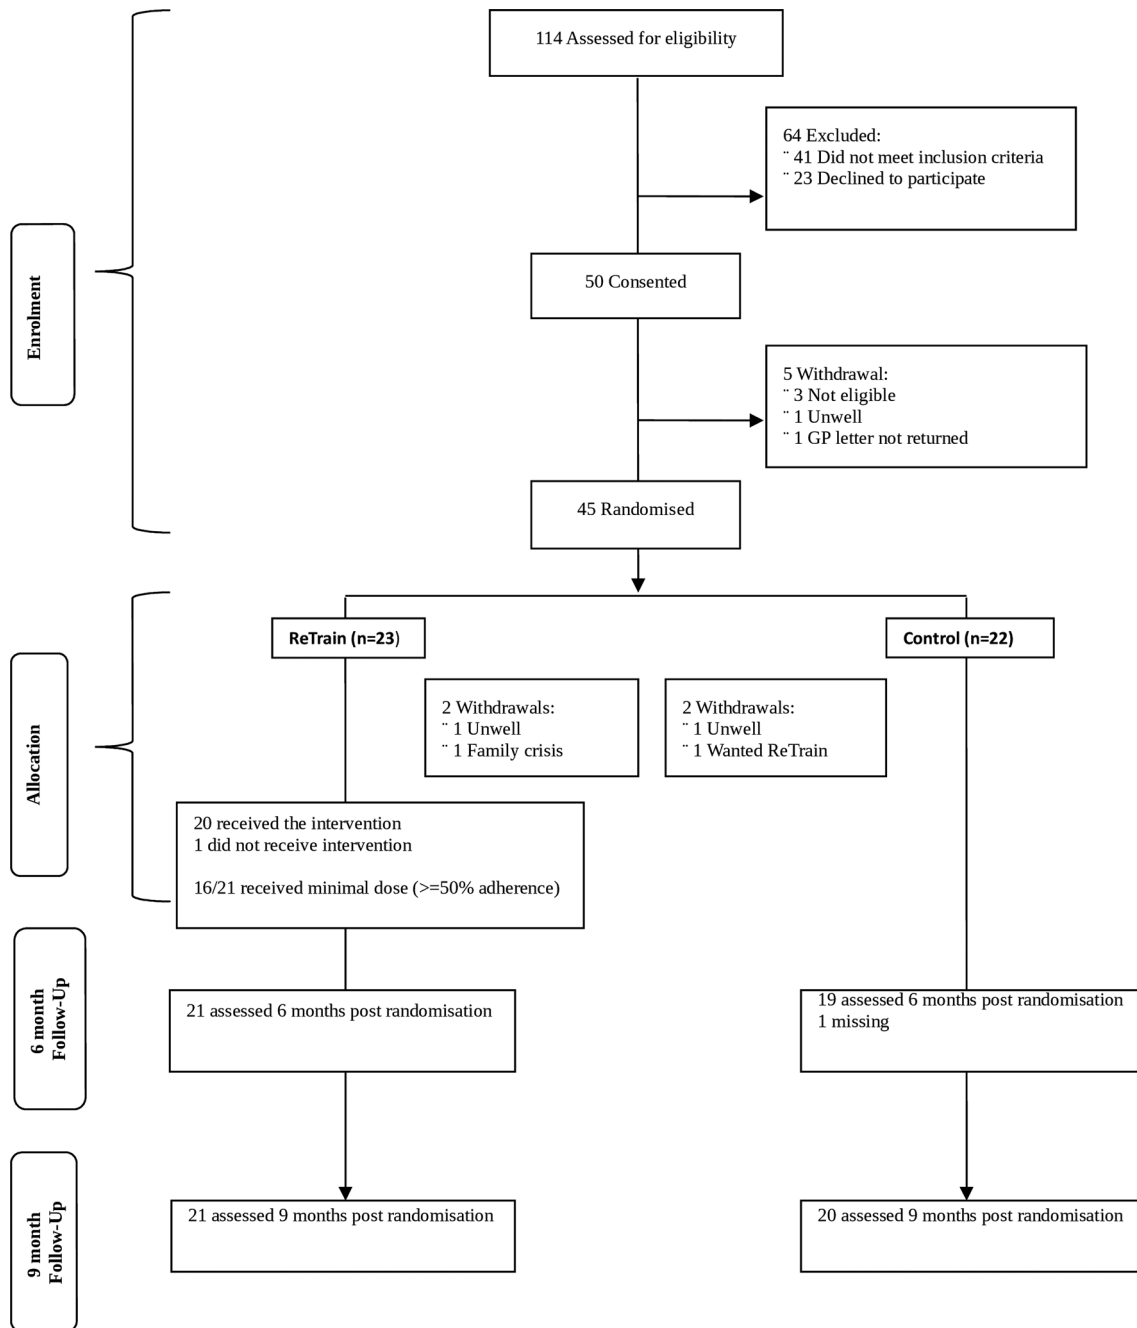 114 Assessed for eligibility
64 Excluded:
¨ 41 Did not meet inclusion criteria
¨ 23 Declined to participate
Enrolment
50 Consented
5 Withdrawal:
¨ 3 Not eligible
¨ 1 Unwell
¨ 1 GP letter not returned
45 Randomised
ReTrain (n=23)
Control (n=22)
2 Withdrawals:
¨ 1 Unwell
¨ 1 Family crisis
2 Withdrawals:
¨ 1 Unwell
¨ 1 Wanted ReTrain
Allocation
20 received the intervention
1 did not receive intervention
16/21 received minimal dose (>=50% adherence)
6 month
Follow-Up
21 assessed 6 months post randomisation
19 assessed 6 months post randomisation
1 missing
9 month
Follow-Up
21 assessed 9 months post randomisation
20 assessed 9 months post randomisation